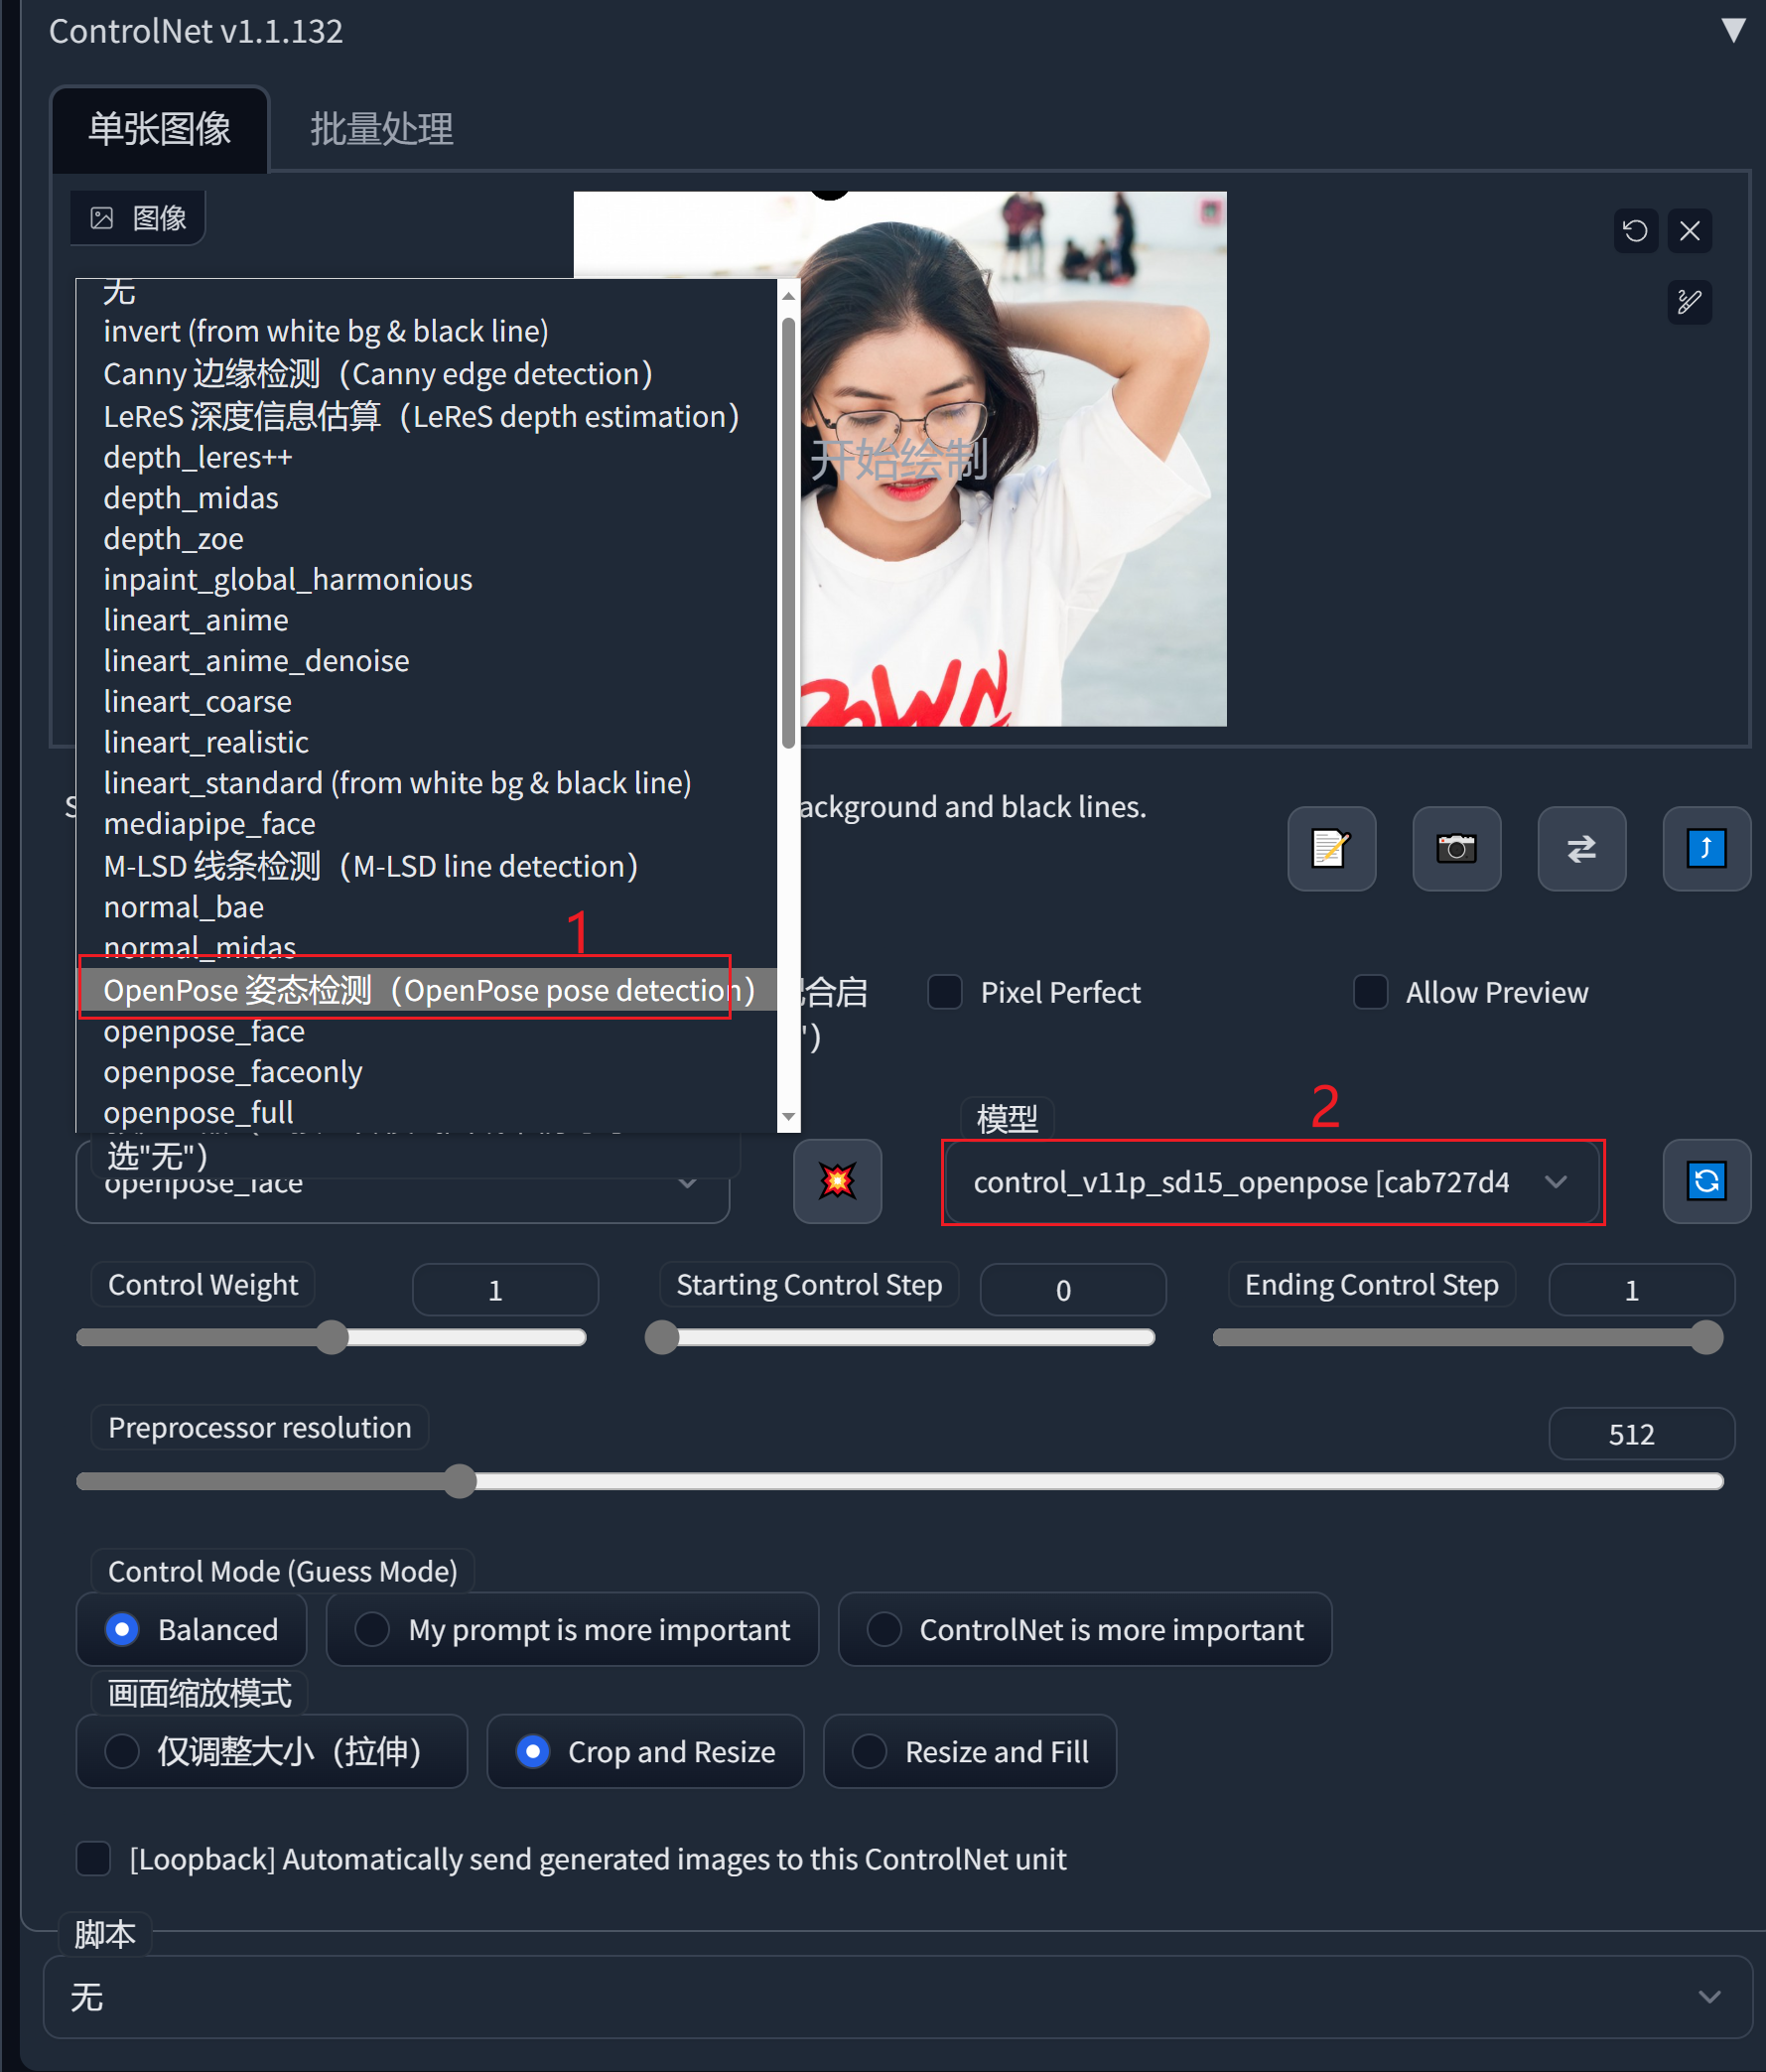 ControlNet v1.1.132
单张图像
批量处理
图像
无
invert (from white bg & black line)
Canny 边缘检测（Canny edge detection）
LeReS 深度信息估算（LeReS depth estimation）
depth_leres++
depth_midas
depth_zoe
inpaint_global_harmonious
lineart_anime
lineart_anime_denoise
lineart_coarse
lineart_realistic
lineart_standard (from white bg & black line)
mediapipe_face
M-LSD 线条检测（M-LSD line detection）
normal_bae
normal_midas
1
OpenPose 姿态检测（OpenPose pose detection）
openpose_face
openpose_faceonly
openpose_full
开始绘制
ackground and black lines.
合启
")
Pixel Perfect
Allow Preview
选"无")
openpose_face
模型
2
control_v11p_sd15_openpose [cab727d4
Control Weight
1
Starting Control Step
0
Ending Control Step
1
Preprocessor resolution
512
Control Mode (Guess Mode)
Balanced
My prompt is more important
ControlNet is more important
画面缩放模式
仅调整大小（拉伸）
Crop and Resize
Resize and Fill
[Loopback] Automatically send generated images to this ControlNet unit
脚本
无